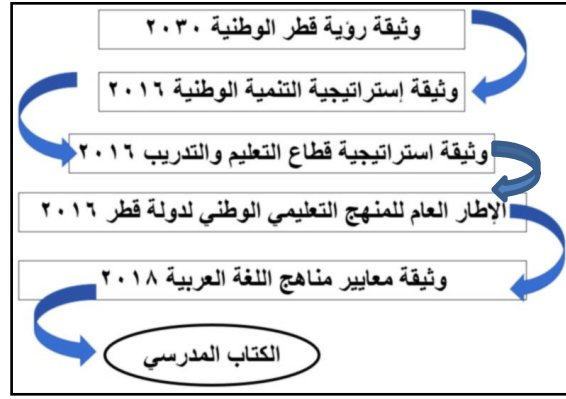 وثيقة رؤية قطر الوطنية ٢٠٣٠
وثيقة إستراتيجية التنمية الوطنية ٢٠١٦
وثيقة استراتيجية قطاع التعليم والتدريب ٢٠١٦
الإطار العام للمنهج التعليمي الوطني لدولة قطر ٢٠١٦
وثيقة معايير مناهج اللغة العربية ٢٠١٨
الكتاب المدرسي